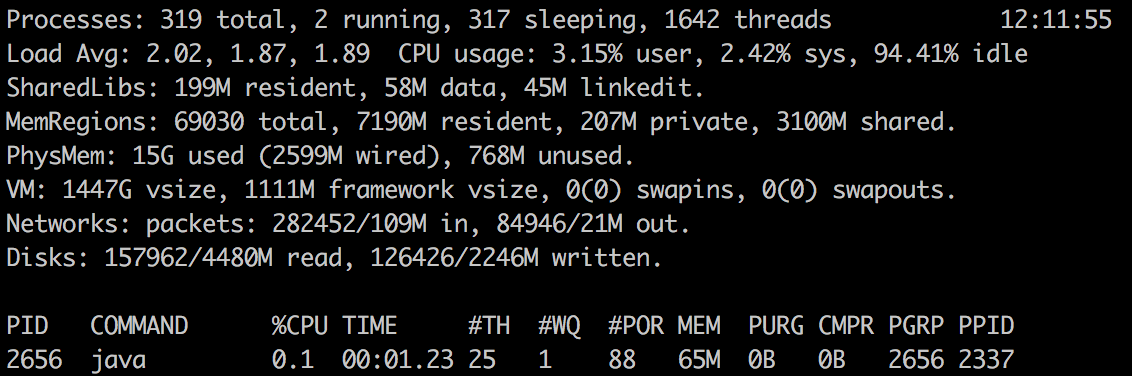 Processes: 319 total, 2 running, 317 sleeping, 1642 threads 12:11:55
Load Avg: 2.02, 1.87, 1.89 CPU usage: 3.15% user, 2.42% sys, 94.41% idle
SharedLibs: 199M resident, 58M data, 45M linkedit.
MemRegions: 69030 total, 7190M resident, 207M private, 3100M shared.
PhysMem: 15G used (2599M wired), 768M unused.
VM: 1447G vsize, 1111M framework vsize, 0(0) swapins, 0(0) swapouts.
Networks: packets: 282452/109M in, 84946/21M out.
Disks: 157962/4480M read, 126426/2246M written.
PID COMMAND %CPU TIME #TH #WQ #POR MEM PURG CMPR PGRP PPID
2656 java 0.1 00:01.23 25 1 88 65M 0B 0B 2656 2337